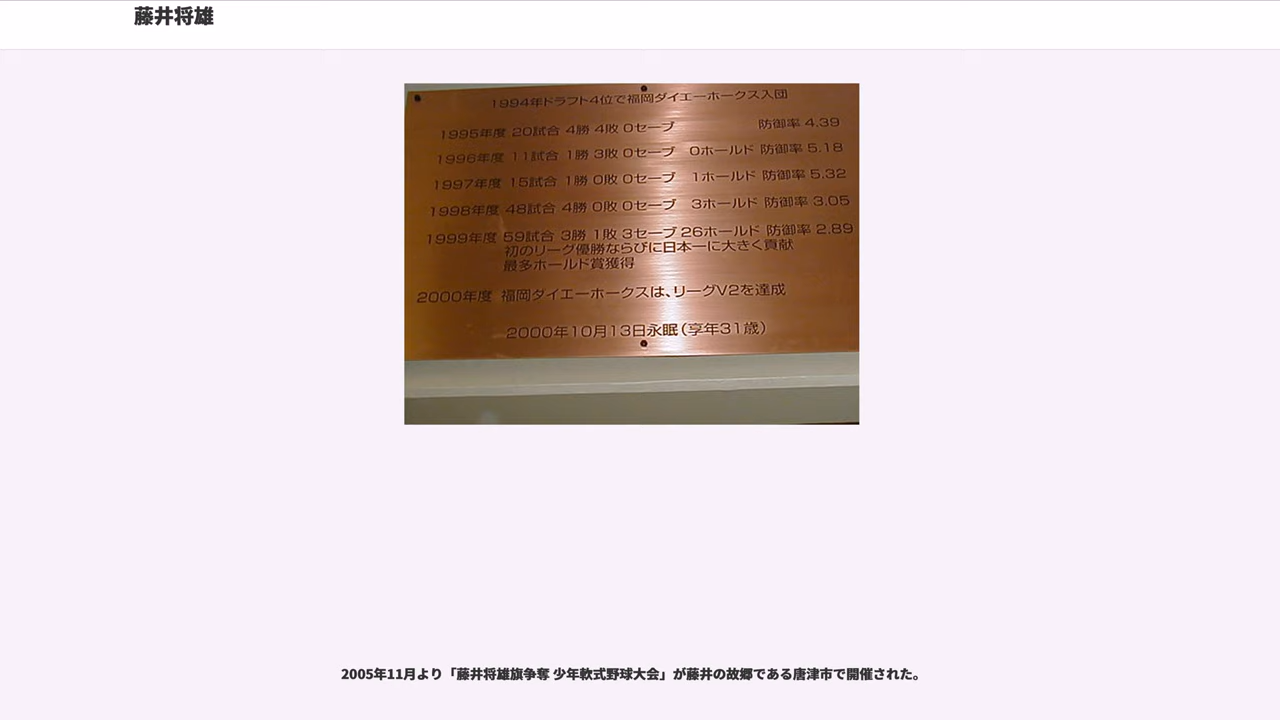 藤井将雄
1994年ドラフト4位で福岡ダイエーホークス入団
1995年度 20試合 4勝 4敗 0セーブ 防御率 4.39
1996年度 11試合 1勝 3敗 0セーブ 0ホールド 防御率 5.18
1997年度 15試合 1勝 0敗 0セーブ 1ホールド 防御率 5.32
1998年度 48試合 4勝 0敗 0セーブ 3ホールド 防御率 3.05
1999年度 59試合 3勝 1敗 3セーブ 26ホールド 防御率 2.89
初のリーグ優勝ならびに日本一に大きく貢献
最多ホールド賞獲得
2000年度 福岡ダイエーホークスは、リーグV2を達成
2000年10月13日永眠（享年31歳）
2005年11月より「藤井将雄旗争奪 少年軟式野球大会」が藤井の故郷である唐津市で開催された。